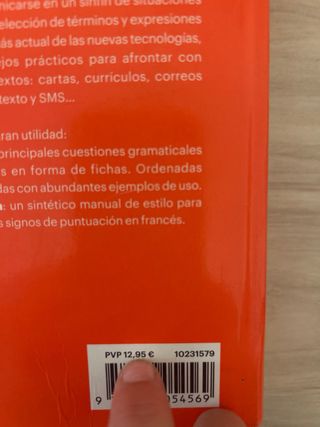 nicarse en un sinfín de situaciones
elección de términos y expresiones
ás actual de las nuevas tecnologías,
ejos prácticos para afrontar con
extos: cartas, currículos, correos
texto y SMS...
ran utilidad:
principales cuestiones gramaticales
s en forma de fichas. Ordenadas
das con abundantes ejemplos de uso.
a: un sintético manual de estilo para
s signos de puntuación en francés.
PVP 12,95 € 10231579
9 054569